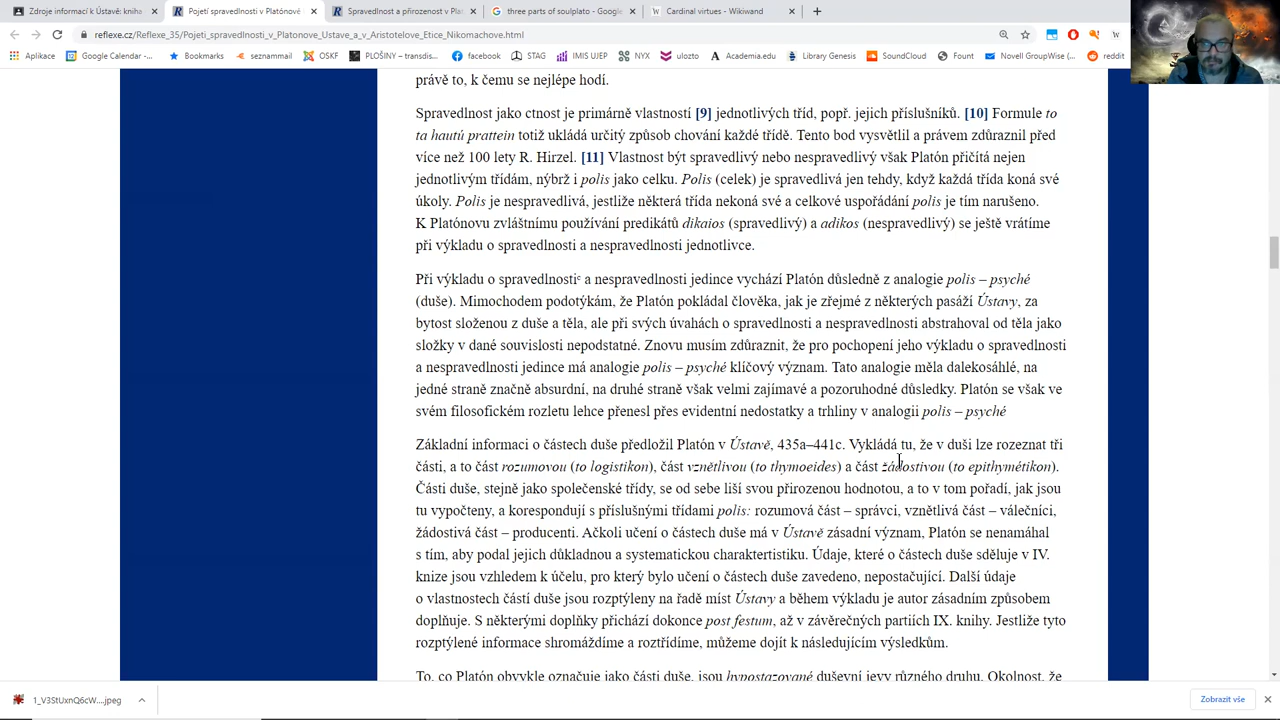 Zdroje informací k Ústavě: kniha
Pojetí spravedlnosti v Platónově
Spravedlnost a přirozenost v Plat
three parts of soulplato - Google
Cardinal virtues - Wikiwand
reflexe.cz/Reflexe_35/Pojeti_spravedlnosti_v_Platonove_Ustave_a_v_Aristotelove_Etice_Nikomachove.html
Aplikace Google Calendar -... Bookmarks seznammail OSKF PLOŠINY – transdis... facebook STAG IMIS UJEP NYX ulozto Academia.edu Library Genesis SoundCloud Fount Novell GroupWise (... reddit
právě to, k čemu se nejlépe hodí.
Spravedlnost jako ctnost je primárně vlastností [9] jednotlivých tříd, popř. jejich příslušníků. [10] Formule to
ta hautú prattein totiž ukládá určitý způsob chování každé třídě. Tento bod vysvětlil a právem zdůraznil před
více než 100 lety R. Hirzel. [11] Vlastnost být spravedlivý nebo nespravedlivý však Platón přičítá nejen
jednotlivým třídám, nýbrž i polis jako celku. Polis (celek) je spravedlivá jen tehdy, když každá třída koná své
úkoly. Polis je nespravedlivá, jestliže některá třída nekoná své a celkové uspořádání polis je tím narušeno.
K Platónovu zvláštnímu používání predikátů dikaios (spravedlivý) a adikos (nespravedlivý) se ještě vrátíme
při výkladu o spravedlnosti a nespravedlnosti jednotlivce.
Při výkladu o spravedlnostiᶜ a nespravedlnosti jedince vychází Platón důsledně z analogie polis – psyché
(duše). Mimochodem podotýkám, že Platón pokládal člověka, jak je zřejmé z některých pasáží Ústavy, za
bytost složenou z duše a těla, ale při svých úvahách o spravedlnosti a nespravedlnosti abstrahoval od těla jako
složky v dané souvislosti nepodstatné. Znovu musím zdůraznit, že pro pochopení jeho výkladu o spravedlnosti
a nespravedlnosti jedince má analogie polis – psyché klíčový význam. Tato analogie měla dalekosáhlé, na
jedné straně značně absurdní, na druhé straně však velmi zajímavé a pozoruhodné důsledky. Platón se však ve
svém filosofickém rozletu lehce přenesl přes evidentní nedostatky a trhliny v analogii polis – psyché
Základní informaci o částech duše předložil Platón v Ústavě, 435a–441c. Vykládá tu, že v duši lze rozeznat tři
části, a to část rozumovou (to logistikon), část vznětlivou (to thymoeides) a část žádostivou (to epithymétikon).
Části duše, stejně jako společenské třídy, se od sebe liší svou přirozenou hodnotou, a to v tom pořadí, jak jsou
tu vypočteny, a korespondují s příslušnými třídami polis: rozumová část – správci, vznětlivá část – válečníci,
žádostivá část – producenti. Ačkoli učení o částech duše má v Ústavě zásadní význam, Platón se nenamáhal
s tím, aby podal jejich důkladnou a systematickou charaktertistiku. Údaje, které o částech duše sděluje v IV.
knize jsou vzhledem k účelu, pro který bylo učení o částech duše zavedeno, nepostačující. Další údaje
o vlastnostech částí duše jsou rozptýleny na řadě míst Ústavy a během výkladu je autor zásadním způsobem
doplňuje. S některými doplňky přichází dokonce post festum, až v závěrečných partiích IX. knihy. Jestliže tyto
rozptýlené informace shromáždíme a roztřídíme, můžeme dojít k následujícím výsledkům.
To, co Platón obvykle označuje jako části duše, jsou hypostazované duševní jevy různého druhu. Okolnost, že
1_V3StUxnQ6cW....jpeg
Zobrazit vše